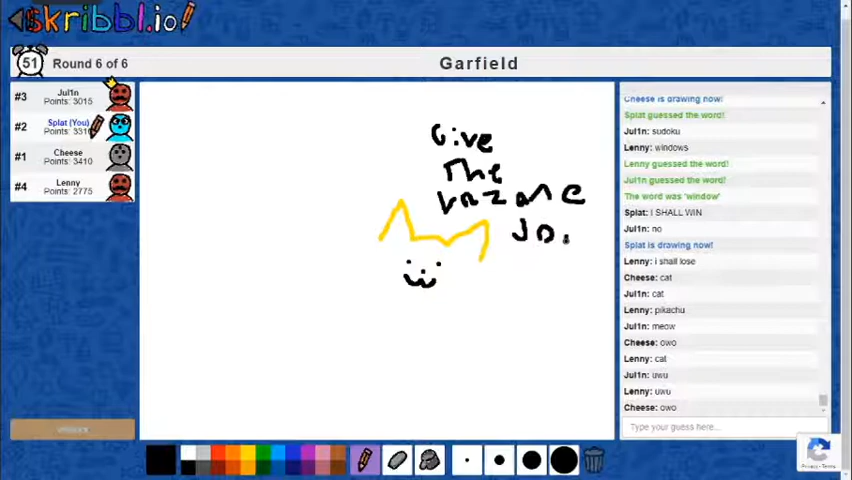 skribbl.io
51
Round 6 of 6
Garfield
#3
Jul1n
Points: 3015
#2
Splat (You)
#1
Cheese
Points: 3410
#4
Lenny
Points: 2775
Give
The
Jo.
Cheese is drawing now!
Splat guessed the word!
Jul1n: sudoku
Lenny: windows
Lenny guessed the word!
Jul1n guessed the word!
The word was 'window'
Splat: I SHALL WIN
Jul1n: no
Splat is drawing now!
Lenny: i shall lose
Cheese: cat
Jul1n: cat
Lenny: pikachu
Jul1n: meow
Cheese: owo
Lenny: cat
Jul1n: uwu
Lenny: uwu
Cheese: owo
Type your guess here...
Privacy - Terms